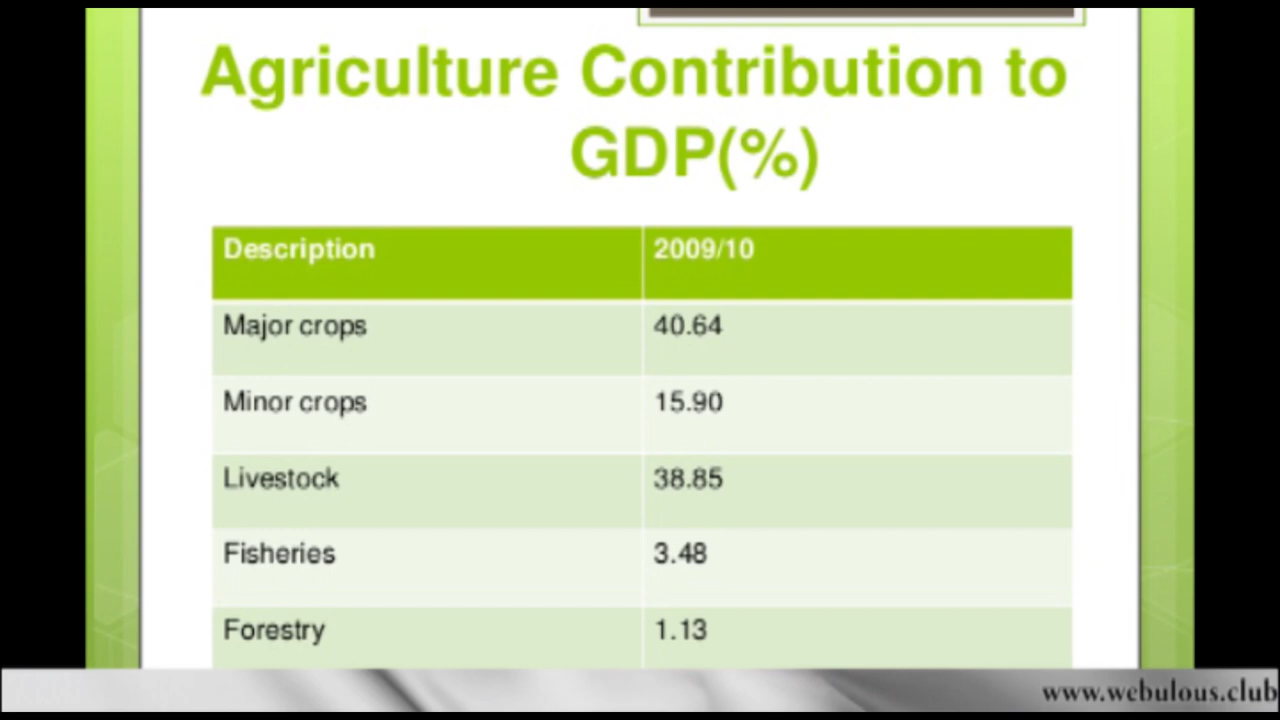 Agriculture Contribution to
GDP(%)
Description 2009/10
Major crops 40.64
Minor crops 15.90
Livestock 38.85
Fisheries 3.48
Forestry 1.13
www.webulous.club